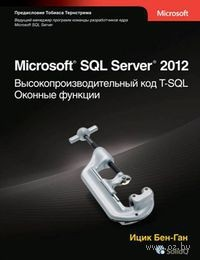 Предисловие Тобиаса Тернстрема
Ведущий менеджер программ команды разработчиков ядра
Microsoft SQL Server
Microsoft
Microsoft® SQL Server® 2012
Высокопроизводительный код T-SQL
Оконные функции
Ицик Бен-Ган